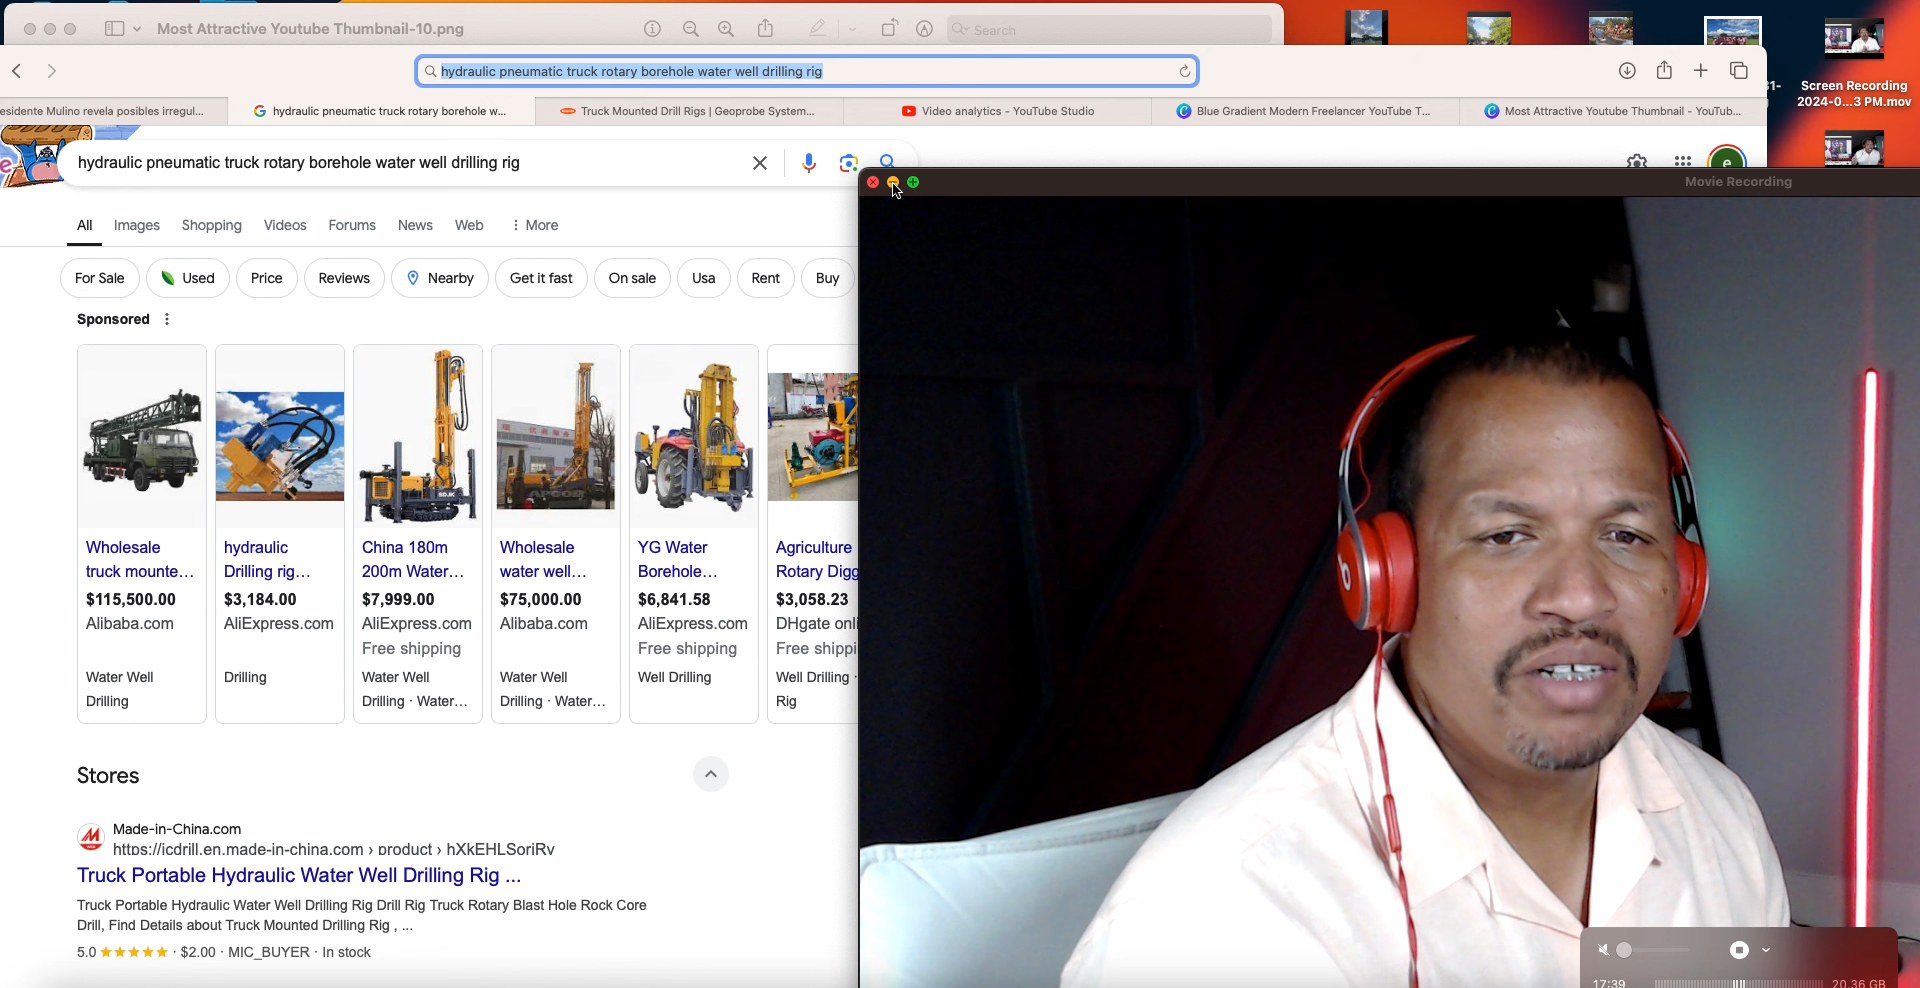 Most Attractive Youtube Thumbnail-10.png
Search
hydraulic pneumatic truck rotary borehole water well drilling rig
Screen Recording
2024-0...3 PM.mov
esidente Mulino revela posibles irregul...
hydraulic pneumatic truck rotary borehole w...
Truck Mounted Drill Rigs | Geoprobe System...
Video analytics - YouTube Studio
Blue Gradient Modern Freelancer YouTube T...
Most Attractive Youtube Thumbnail - YouTub...
hydraulic pneumatic truck rotary borehole water well drilling rig
e
Movie Recording
All Images Shopping Videos Forums News Web More
For Sale Used Price Reviews Nearby Get it fast On sale Usa Rent Buy
Sponsored
Wholesale
truck mounte...
$115,500.00
Alibaba.com
Water Well
Drilling
hydraulic
Drilling rig...
$3,184.00
AliExpress.com
Drilling
SDJK
China 180m
200m Water...
$7,999.00
AliExpress.com
Free shipping
Water Well
Drilling · Water...
Wholesale
water well...
$75,000.00
Alibaba.com
Water Well
Drilling · Water...
YG Water
Borehole...
$6,841.58
AliExpress.com
Free shipping
Well Drilling
Agriculture
Rotary Digg
$3,058.23
DHgate onli
Free shippi
Well Drilling ·
Rig
Stores
Made-in-China.com
https://icdrill.en.made-in-china.com › product › hXkEHLSoriRv
Truck Portable Hydraulic Water Well Drilling Rig ...
Truck Portable Hydraulic Water Well Drilling Rig Drill Rig Truck Rotary Blast Hole Rock Core
Drill, Find Details about Truck Mounted Drilling Rig , ...
5.0 ★★★★★ · $2.00 · MIC_BUYER · In stock
17:39
20.36 GB